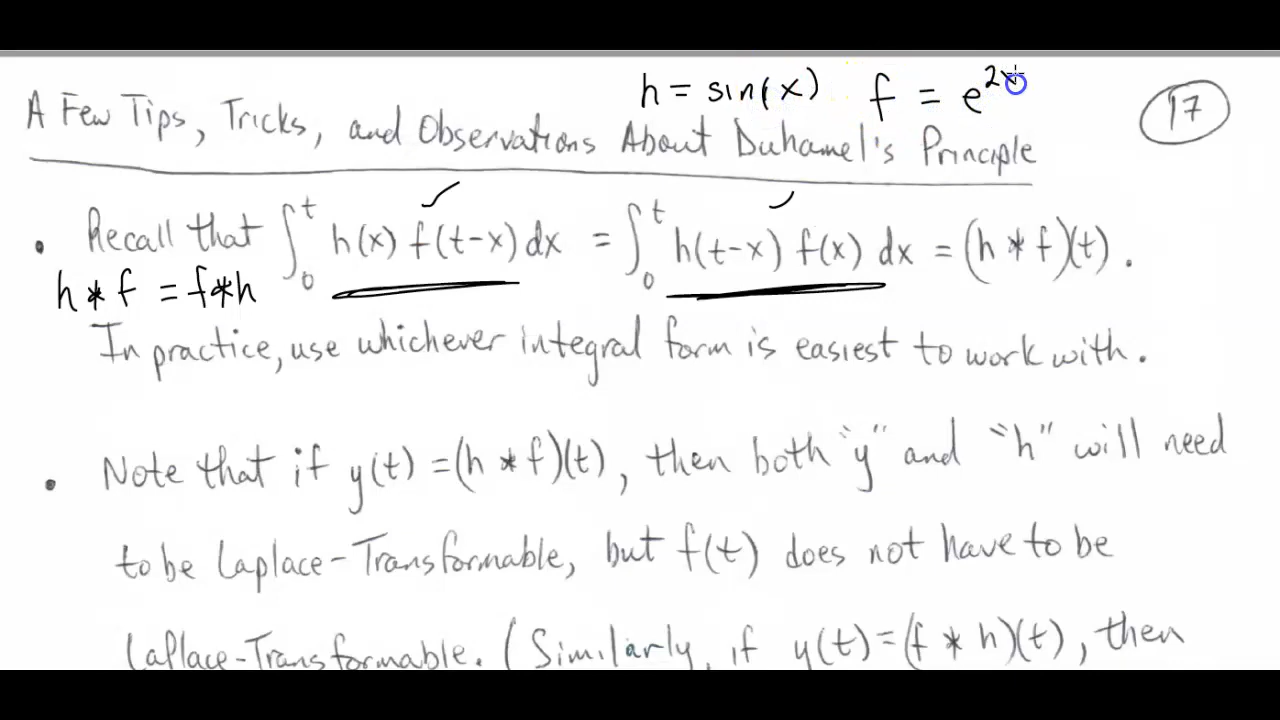 h = sin(x) f = e^{2x}
17
A Few Tips, Tricks, and Observations About Duhamel's Principle
• Recall that ∫_0^t h(x) f(t-x) dx = ∫_0^t h(t-x) f(x) dx = (h * f)(t).
h * f = f * h
In practice, use whichever integral form is easiest to work with.
• Note that if y(t) = (h * f)(t), then both "y" and "h" will need
to be Laplace-Transformable, but f(t) does not have to be
Laplace-Transformable. (Similarly, if y(t) = (f * h)(t), then